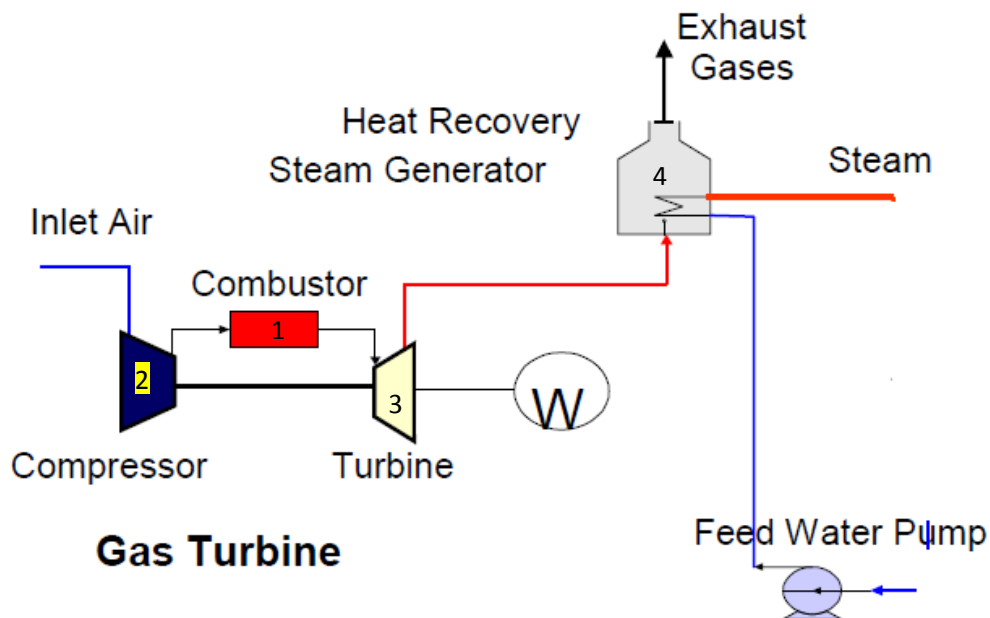 Exhaust
Gases
Heat Recovery
Steam Generator
4
Steam
Inlet Air
Combustor
1
2
3
W
Compressor
Turbine
Feed Water Pump
Gas Turbine